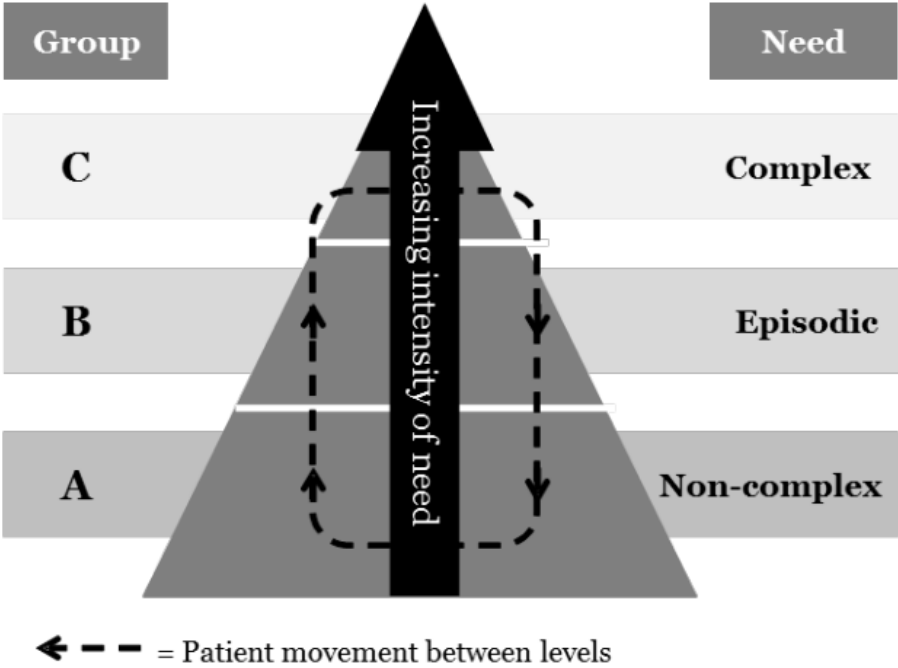 Group
Need
C
Complex
B
Episodic
A
Non-complex
Increasing intensity of need
= Patient movement between levels